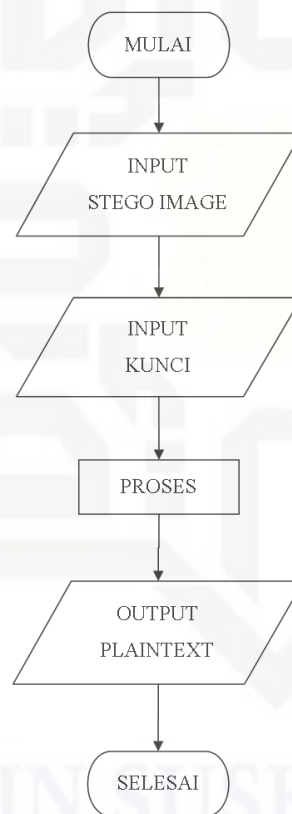 MULAI
INPUT
STEGO IMAGE
INPUT
KUNCI
PROSES
OUTPUT
PLAINTEXT
SELESAI